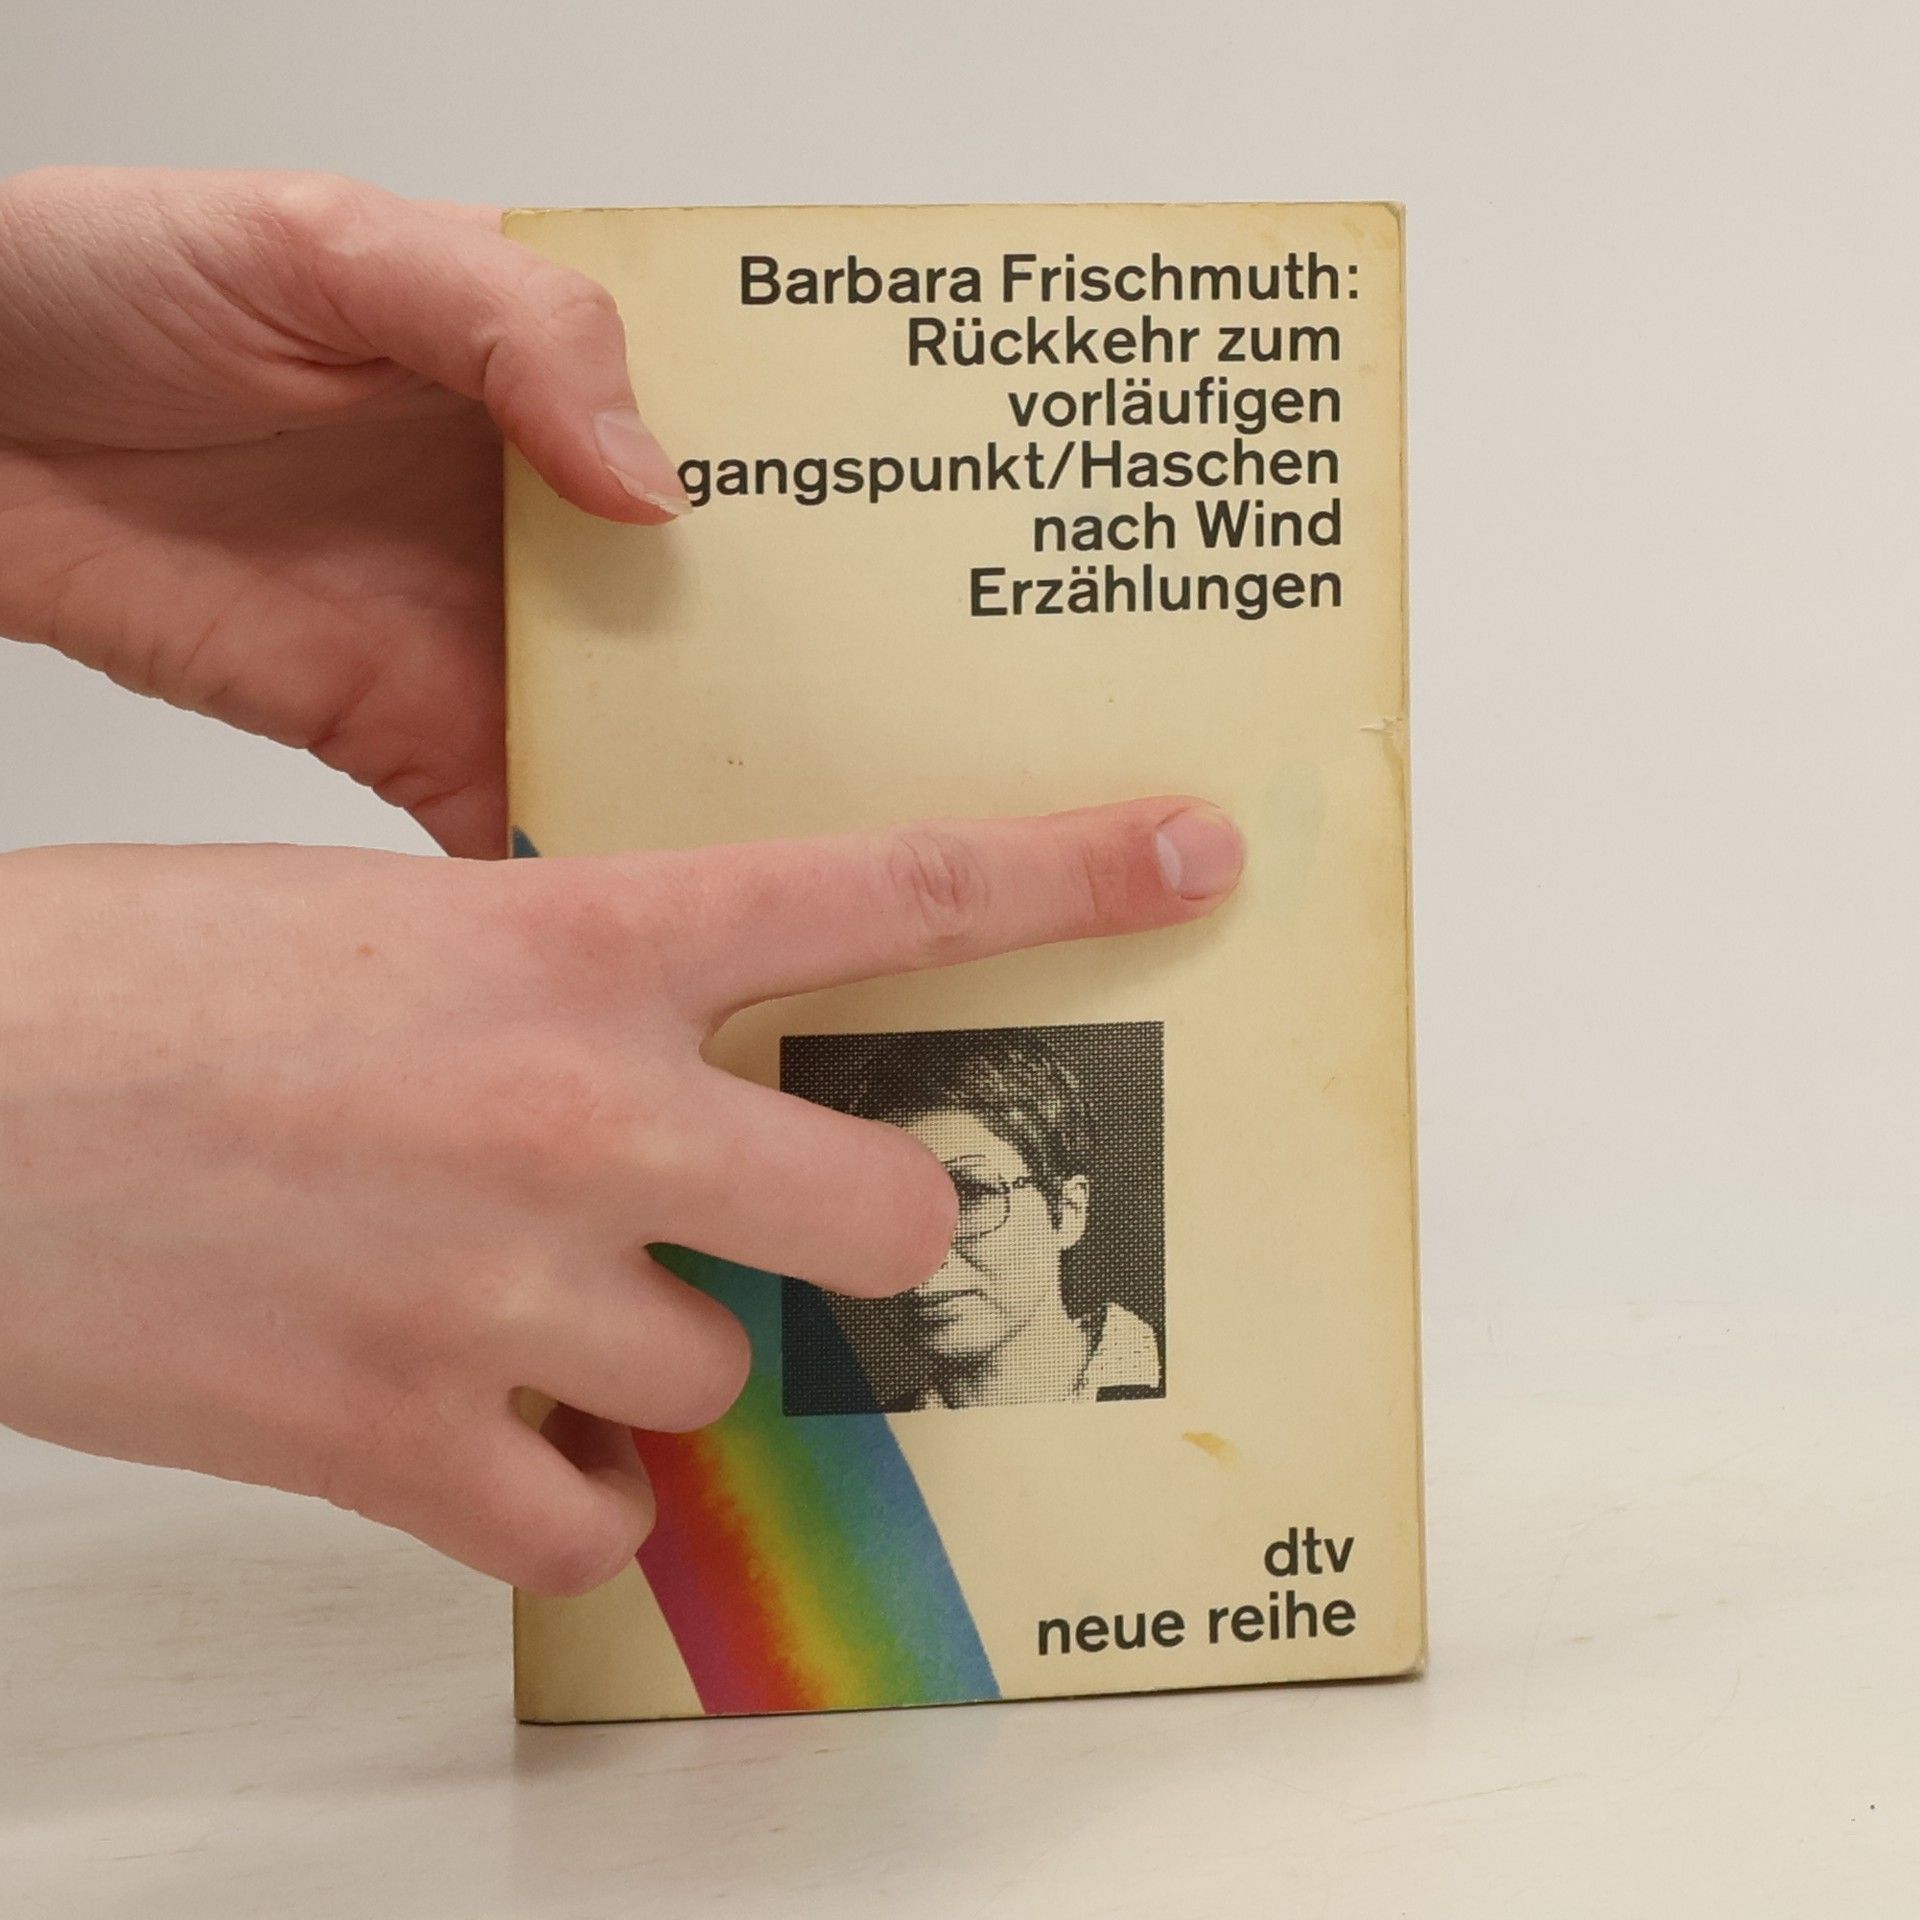 Barbara Frischmuth:
Rückkehr zum
vorläufigen
gangspunkt/Haschen
nach Wind
Erzählungen
dtv
neue reihe